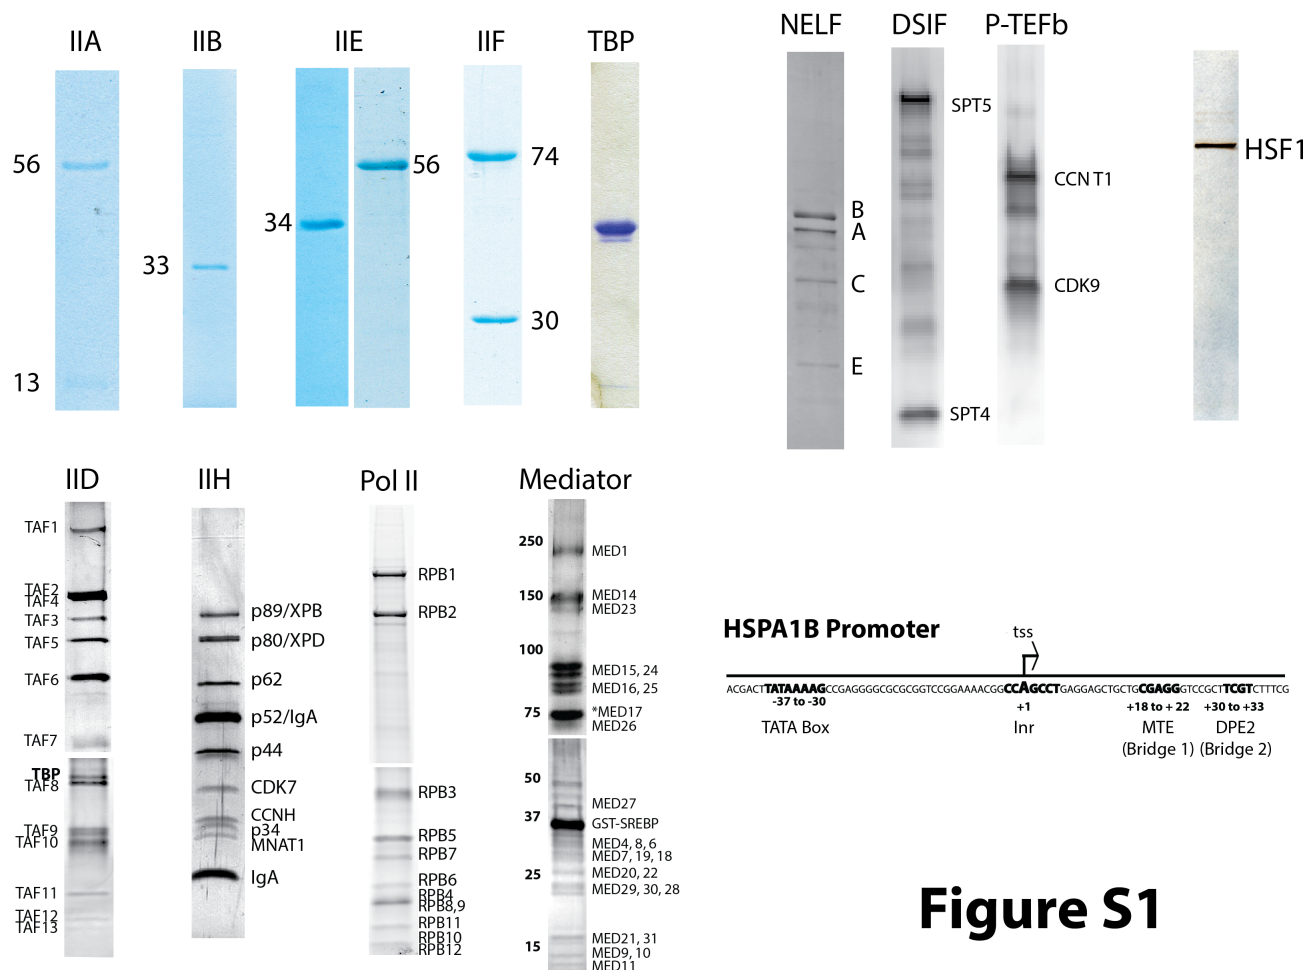 IIA
IIB
IIE
IIF
TBP
NELF
DSIF
P-TEFb
56
13
33
34
56
74
30
B
A
C
E
SPT5
SPT4
CCN T1
CDK9
HSF1
IID
TAF1
TAF2
TAF4
TAF3
TAF5
TAF6
TAF7
TBP
TAF8
TAF9
TAF10
TAF11
TAF12
TAF13
IIH
p89/XPB
p80/XPD
p62
p52/IgA
p44
CDK7
CCNH
p34
MNAT1
IgA
Pol II
RPB1
RPB2
RPB3
RPB5
RPB7
RPB6
RPB4
RPB8,9
RPB11
RPB10
RPB12
Mediator
250
150
100
75
50
37
25
15
MED1
MED14
MED23
MED15, 24
MED16, 25
*MED17
MED26
MED27
GST-SREBP
MED4, 8, 6
MED7, 19, 18
MED20, 22
MED29, 30, 28
MED21, 31
MED9, 10
MED11
HSPA1B Promoter
tss
ACGACTTATAAAAGCCGAGGGGCGCGCGGTCCGGAAAACGGCCAGCCTGAGGAGCTGCTGCGAGGGTCCGCTTCGTCTTTCG
-37 to -30
+1
+18 to + 22
+30 to +33
TATA Box
Inr
MTE
DPE2
(Bridge 1)
(Bridge 2)
Figure S1